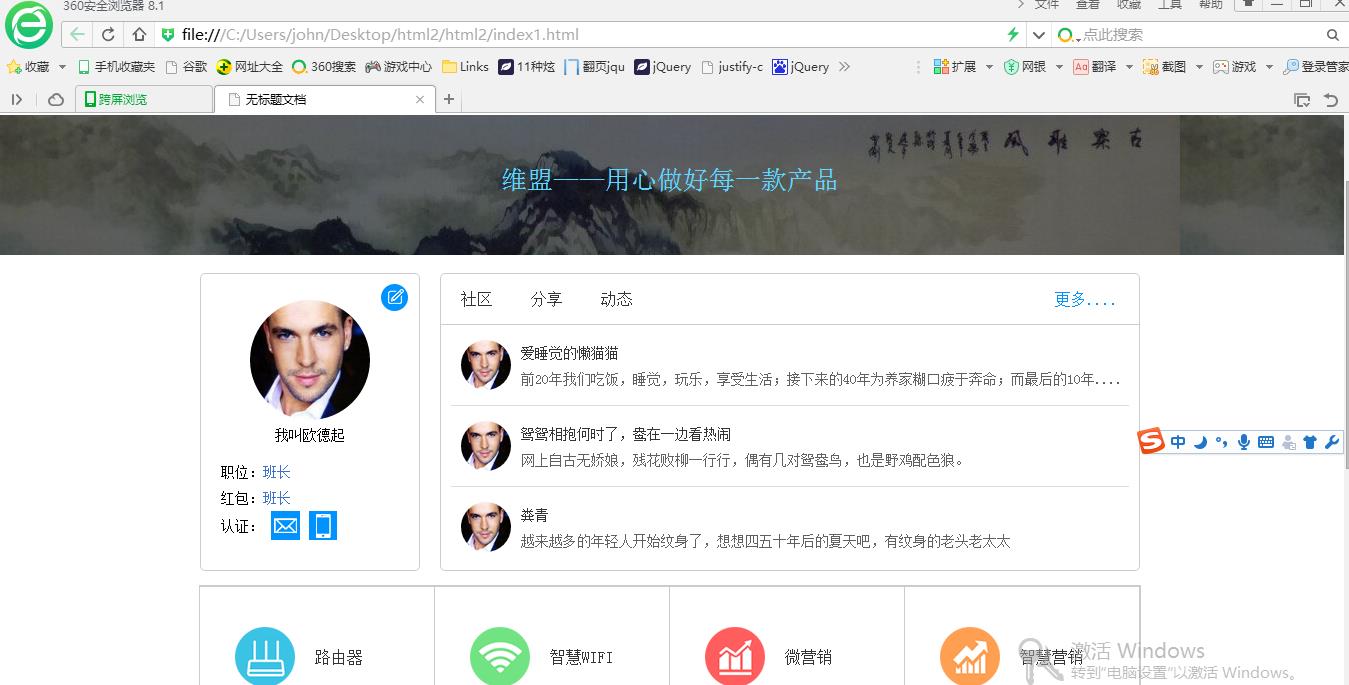 360安全浏览器 8.1
文件 查看 收藏 工具 帮助
file:///C:/Users/john/Desktop/html2/html2/index1.html
点此搜索
收藏 手机收藏夹 谷歌 网址大全 360搜索 游戏中心 Links 11种炫 翻页jqu jQuery justify-c jQuery
扩展 网银 Aa 翻译 截图 游戏 登录管家
跨屏浏览 无标题文档
古寨雅风
维盟——用心做好每一款产品
我叫欧德起
职位：班长
红包：班长
认证：
社区 分享 动态 更多....
爱睡觉的懒猫猫
前20年我们吃饭，睡觉，玩乐，享受生活；接下来的40年为养家糊口疲于奔命；而最后的10年....
鸳鸳相抱何时了，鸯在一边看热闹
网上自古无娇娘，残花败柳一行行，偶有几对鸳鸯鸟，也是野鸡配色狼。
粪青
越来越多的年轻人开始纹身了，想想四五十年后的夏天吧，有纹身的老头老太太
S 中
路由器 智慧WIFI 微营销 智慧营销
激活 Windows
转到"电脑设置"以激活 Windows。